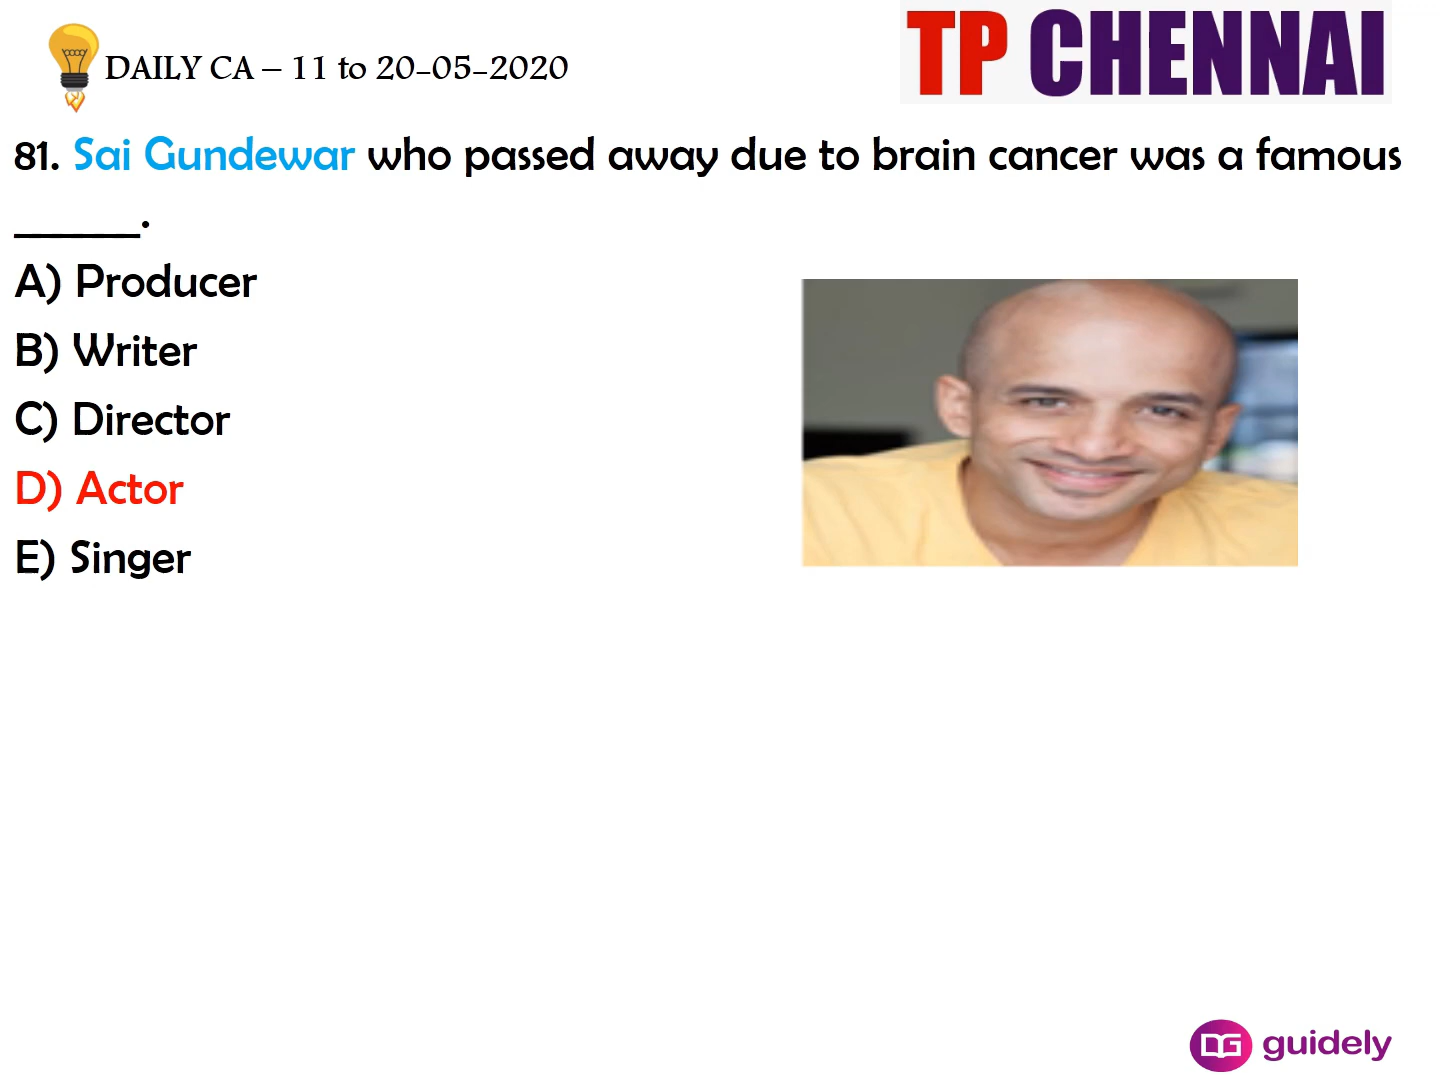 DAILY CA – 11 to 20-05-2020
TP CHENNAI
81. Sai Gundewar who passed away due to brain cancer was a famous
______.
A) Producer
B) Writer
C) Director
D) Actor
E) Singer
guidely